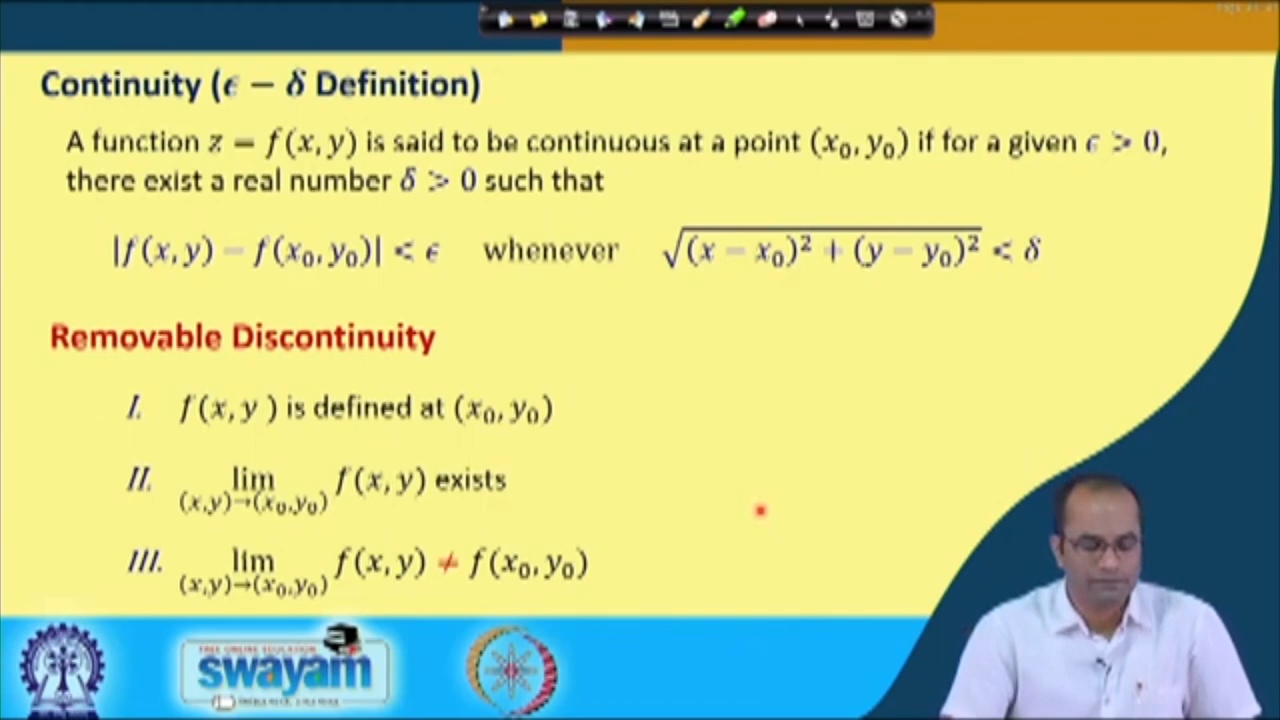 Continuity (ϵ − δ Definition)
A function z = f(x, y) is said to be continuous at a point (x₀, y₀) if for a given ϵ > 0,
there exist a real number δ > 0 such that
|f(x, y) − f(x₀, y₀)| < ϵ whenever √(x − x₀)² + (y − y₀)² < δ
Removable Discontinuity
I. f(x, y ) is defined at (x₀, y₀)
II. lim (x,y)→(x₀,y₀) f(x, y) exists
III. lim (x,y)→(x₀,y₀) f(x, y) ≠ f(x₀, y₀)
FREE ONLINE EDUCATION
swayam